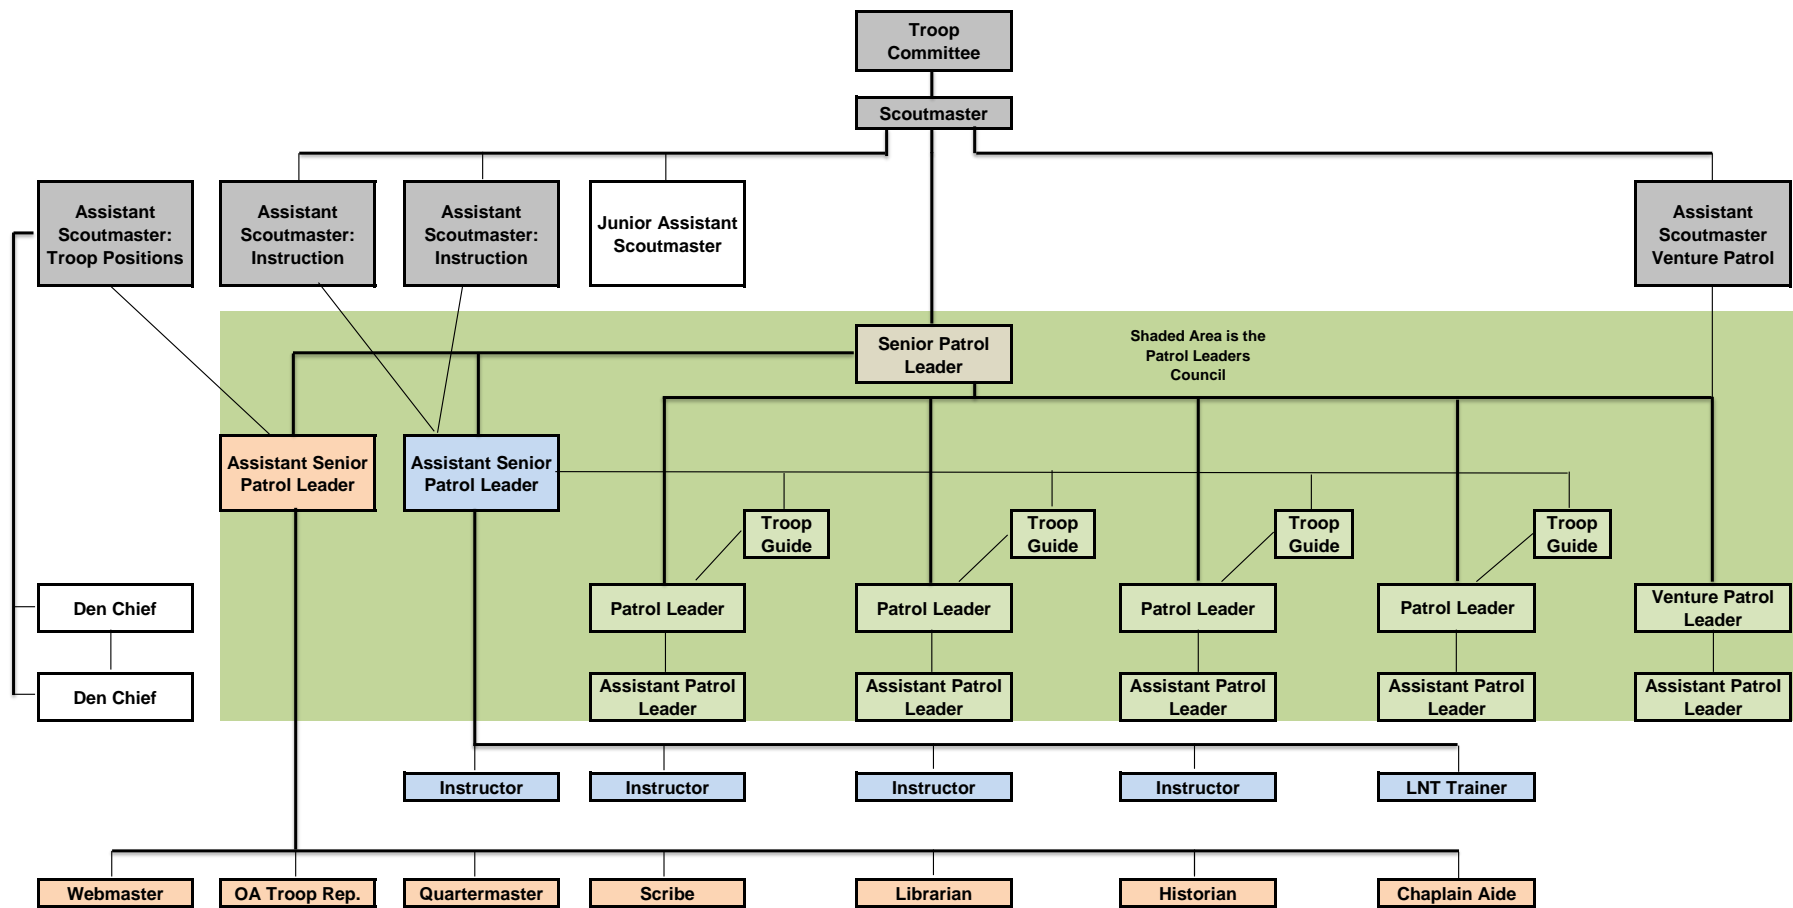 Troop
Committee
Scoutmaster
Assistant
Scoutmaster:
Troop Positions
Assistant
Scoutmaster:
Instruction
Assistant
Scoutmaster:
Instruction
Junior Assistant
Scoutmaster
Assistant
Scoutmaster
Venture Patrol
Senior Patrol
Leader
Shaded Area is the
Patrol Leaders
Council
Assistant Senior
Patrol Leader
Assistant Senior
Patrol Leader
Troop
Guide
Troop
Guide
Troop
Guide
Troop
Guide
Den Chief
Patrol Leader
Patrol Leader
Patrol Leader
Patrol Leader
Venture Patrol
Leader
Den Chief
Assistant Patrol
Leader
Assistant Patrol
Leader
Assistant Patrol
Leader
Assistant Patrol
Leader
Assistant Patrol
Leader
Instructor
Instructor
Instructor
Instructor
LNT Trainer
Webmaster
OA Troop Rep.
Quartermaster
Scribe
Librarian
Historian
Chaplain Aide